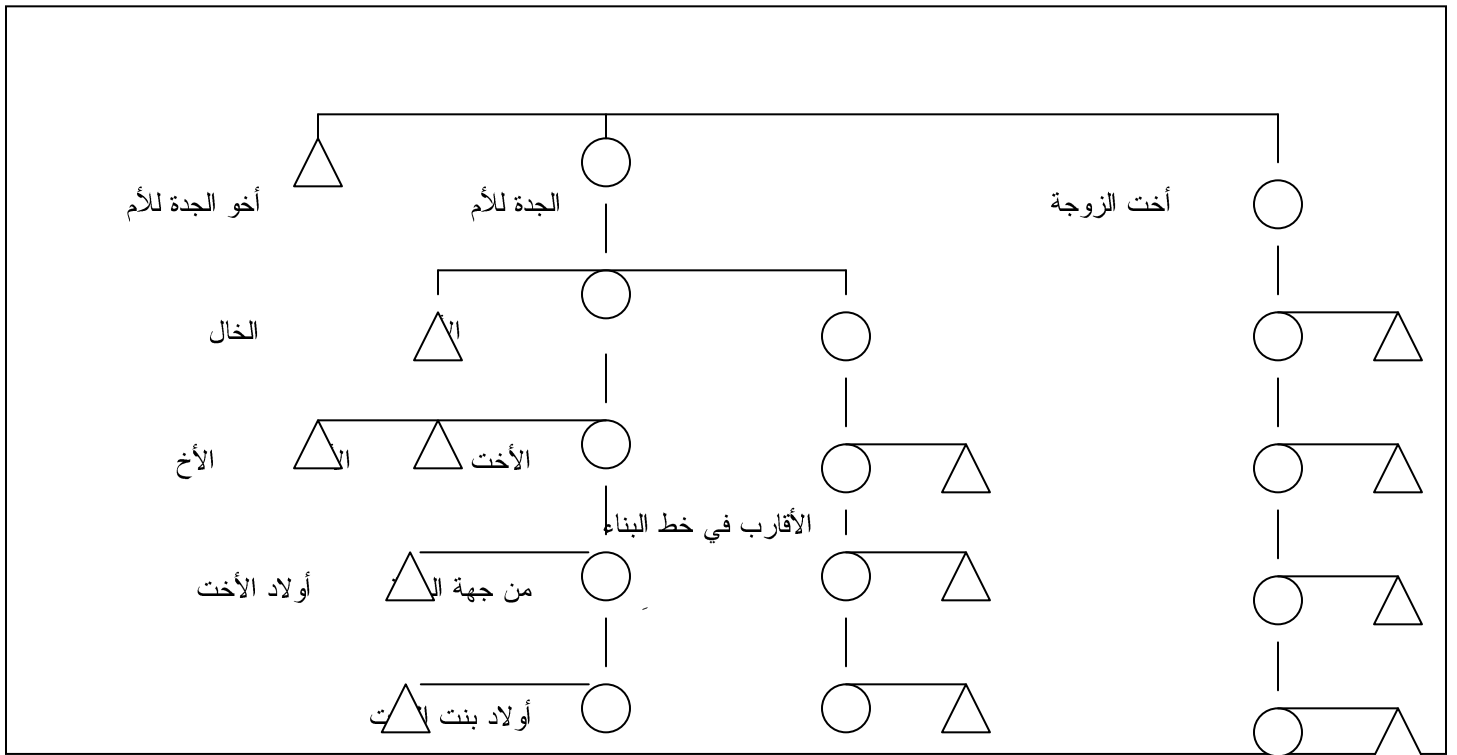 أخت الزوجة الجدة للأم أخو الجدة للأم
الخال
الأخت الأخ
الأقارب في خط البناء
من جهة أولاد الأخت
أولاد بنت